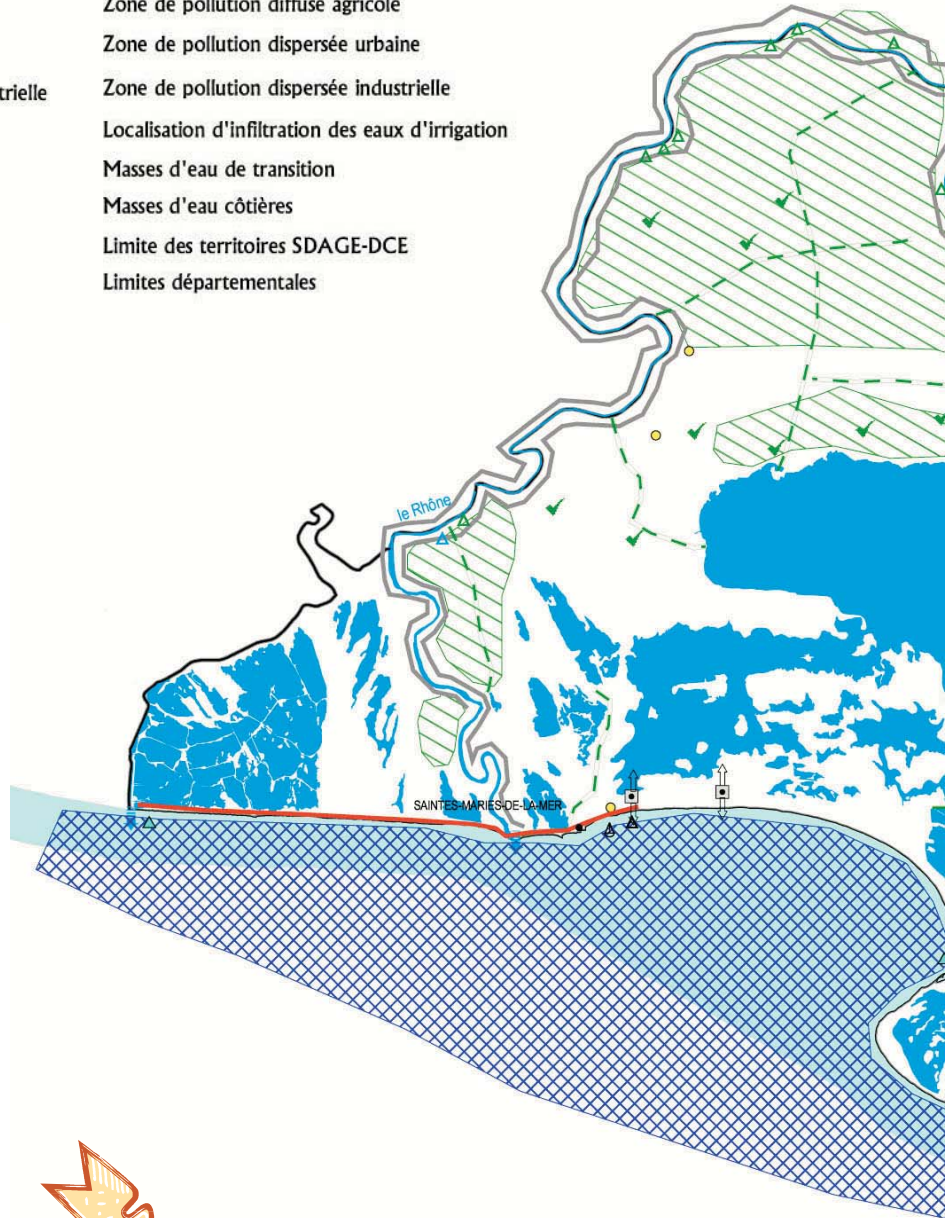 Zone de pollution diffuse agricole
Zone de pollution dispersée urbaine
trielle
Zone de pollution dispersée industrielle
Localisation d'infiltration des eaux d'irrigation
Masses d'eau de transition
Masses d'eau côtières
Limite des territoires SDAGE-DCE
Limites départementales
le Rhône
SAINTES-MARIES-DE-LA-MER